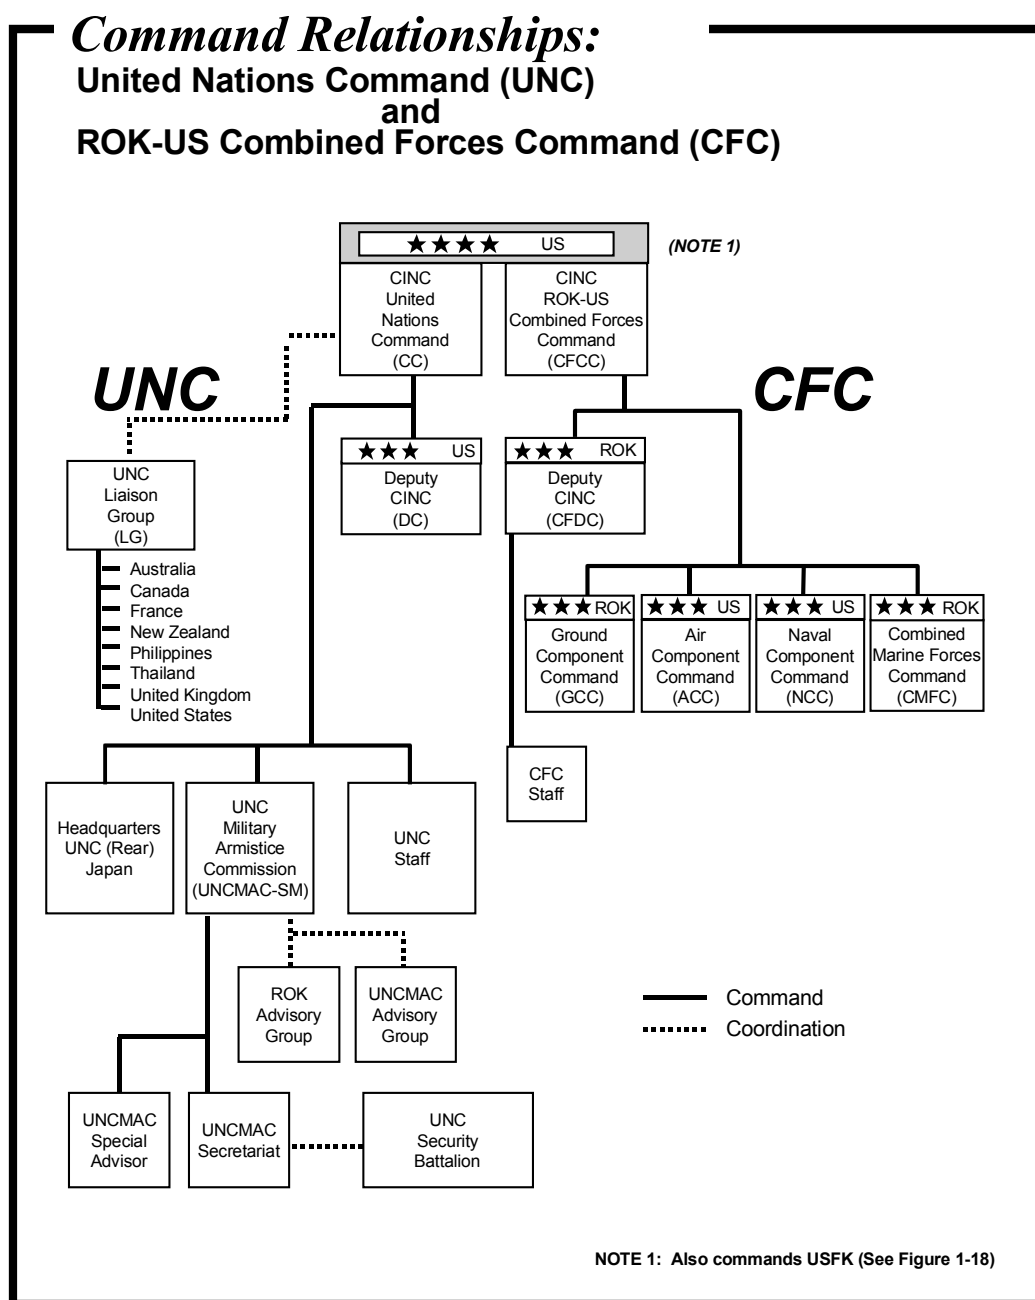 Command Relationships:
United Nations Command (UNC)
and
ROK-US Combined Forces Command (CFC)
US
(NOTE 1)
CINC
United
Nations
Command
(CC)
CINC
ROK-US
Combined Forces
Command
(CFCC)
UNC
CFC
US
Deputy
CINC
(DC)
ROK
Deputy
CINC
(CFDC)
UNC
Liaison
Group
(LG)
Australia
Canada
France
New Zealand
Philippines
Thailand
United Kingdom
United States
ROK
Ground
Component
Command
(GCC)
US
Air
Component
Command
(ACC)
US
Naval
Component
Command
(NCC)
ROK
Combined
Marine Forces
Command
(CMFC)
CFC
Staff
Headquarters
UNC (Rear)
Japan
UNC
Military
Armistice
Commission
(UNCMAC-SM)
UNC
Staff
ROK
Advisory
Group
UNCMAC
Advisory
Group
Command
Coordination
UNCMAC
Special
Advisor
UNCMAC
Secretariat
UNC
Security
Battalion
NOTE 1: Also commands USFK (See Figure 1-18)